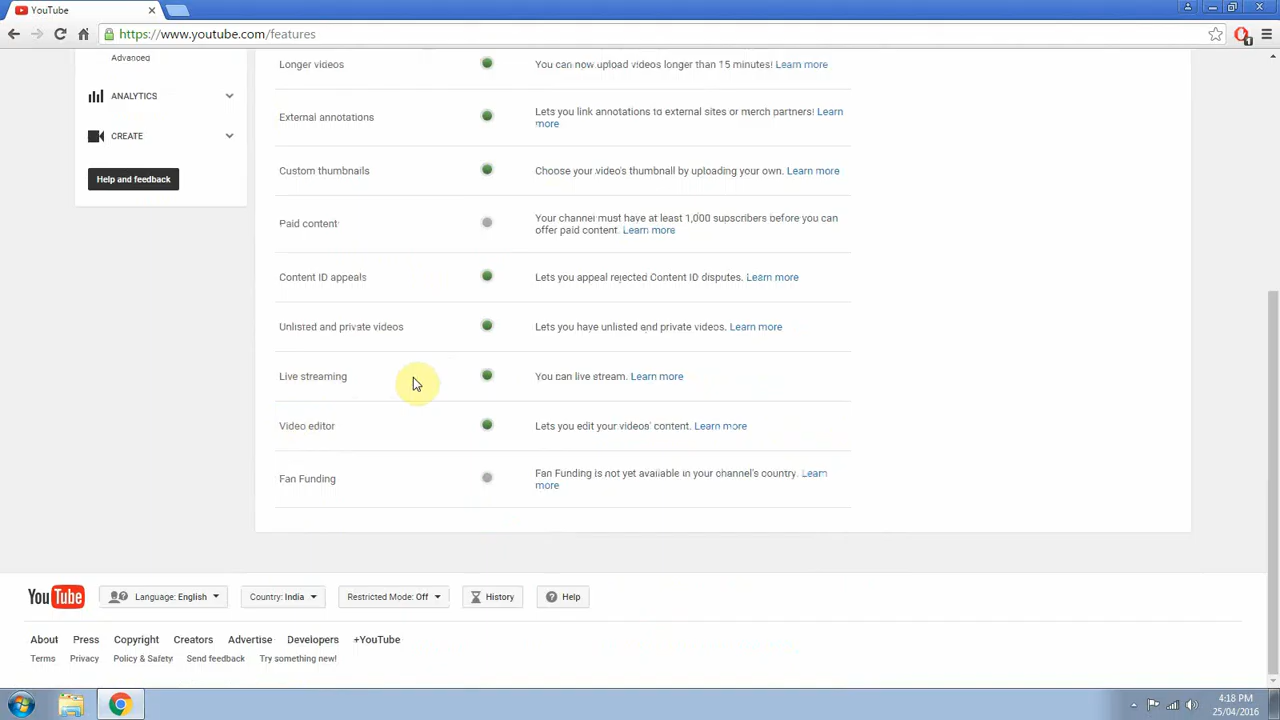 YouTube
https://www.youtube.com/features
1
Advanced
ANALYTICS
CREATE
Help and feedback
Longer videos
You can now upload videos longer than 15 minutes! Learn more
External annotations
Lets you link annotations to external sites or merch partners! Learn
more
Custom thumbnails
Choose your video's thumbnail by uploading your own. Learn more
Paid content
Your channel must have at least 1,000 subscribers before you can
offer paid content. Learn more
Content ID appeals
Lets you appeal rejected Content ID disputes. Learn more
Unlisted and private videos
Lets you have unlisted and private videos. Learn more
Live streaming
You can live stream. Learn more
Video editor
Lets you edit your videos' content. Learn more
Fan Funding
Fan Funding is not yet available in your channel's country. Learn
more
YouTube
Language: English
Country: India
Restricted Mode: Off
History
Help
About Press Copyright Creators Advertise Developers +YouTube
Terms Privacy Policy & Safety Send feedback Try something new!
4:18 PM
25/04/2016